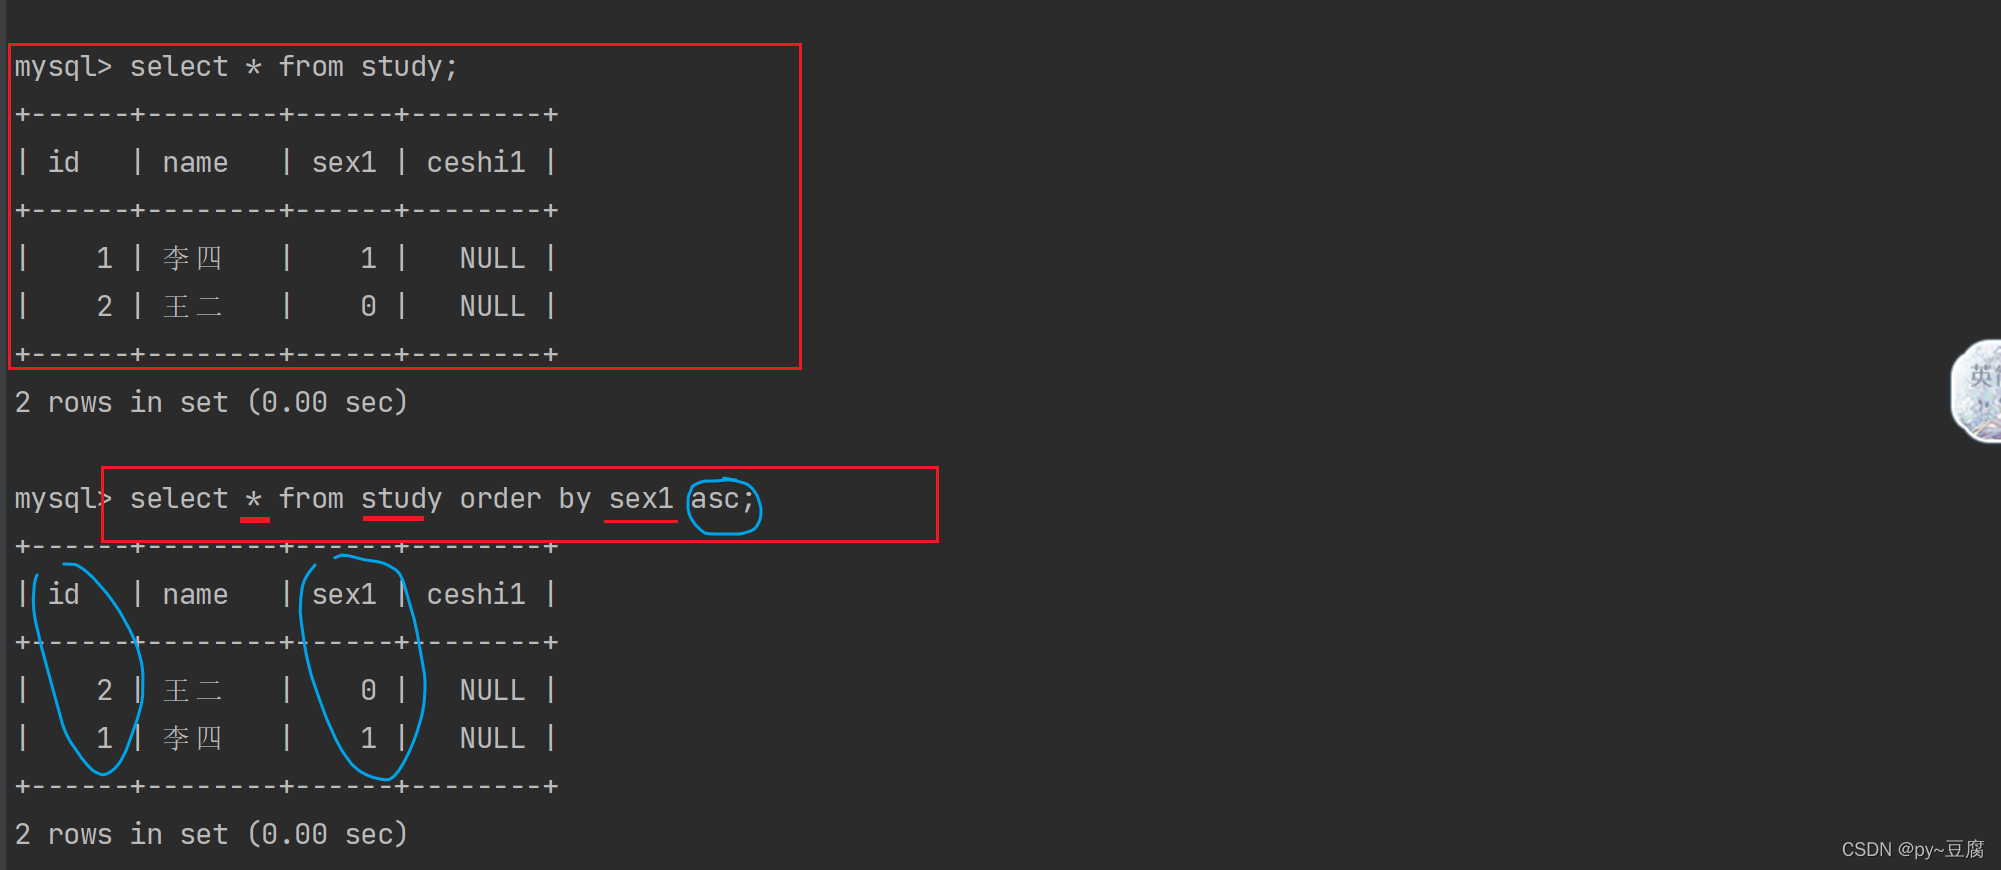 mysql> select * from study;
+------+--------+------+--------+
| id   | name   | sex1 | ceshi1 |
+------+--------+------+--------+
|    1 | 李四   |    1 |   NULL |
|    2 | 王二   |    0 |   NULL |
+------+--------+------+--------+
2 rows in set (0.00 sec)
mysql> select * from study order by sex1 asc;
+------+--------+------+--------+
| id   | name   | sex1 | ceshi1 |
+------+--------+------+--------+
|    2 | 王二   |    0 |   NULL |
|    1 | 李四   |    1 |   NULL |
+------+--------+------+--------+
2 rows in set (0.00 sec)
英
CSDN @py~豆腐